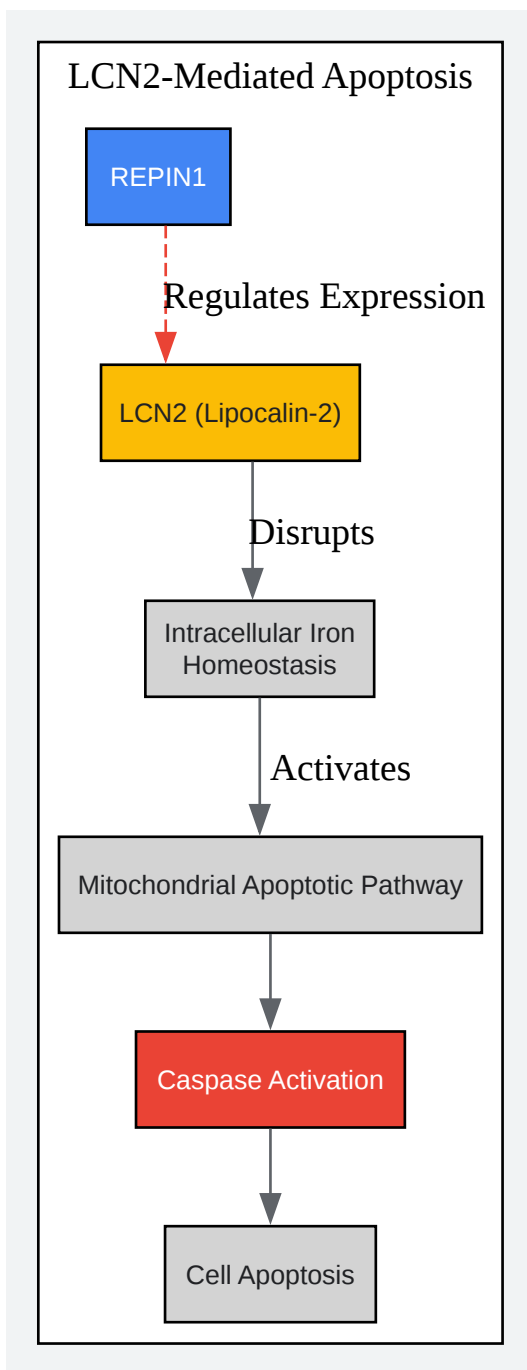 LCN2-Mediated Apoptosis
REPIN1
Regulates Expression
LCN2 (Lipocalin-2)
Disrupts
Intracellular Iron
Homeostasis
Activates
Mitochondrial Apoptotic Pathway
Caspase Activation
Cell Apoptosis